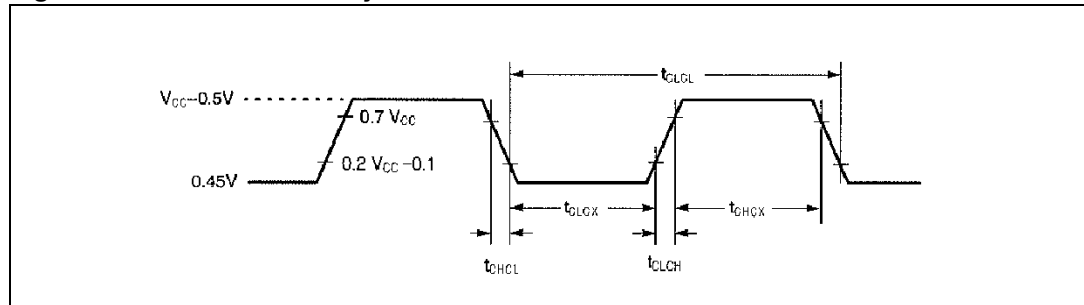 tCLCL
VCC–0.5V
0.7 VCC
0.2 VCC–0.1
0.45V
tCLCX
tCHCX
tCHCL
tCLCH